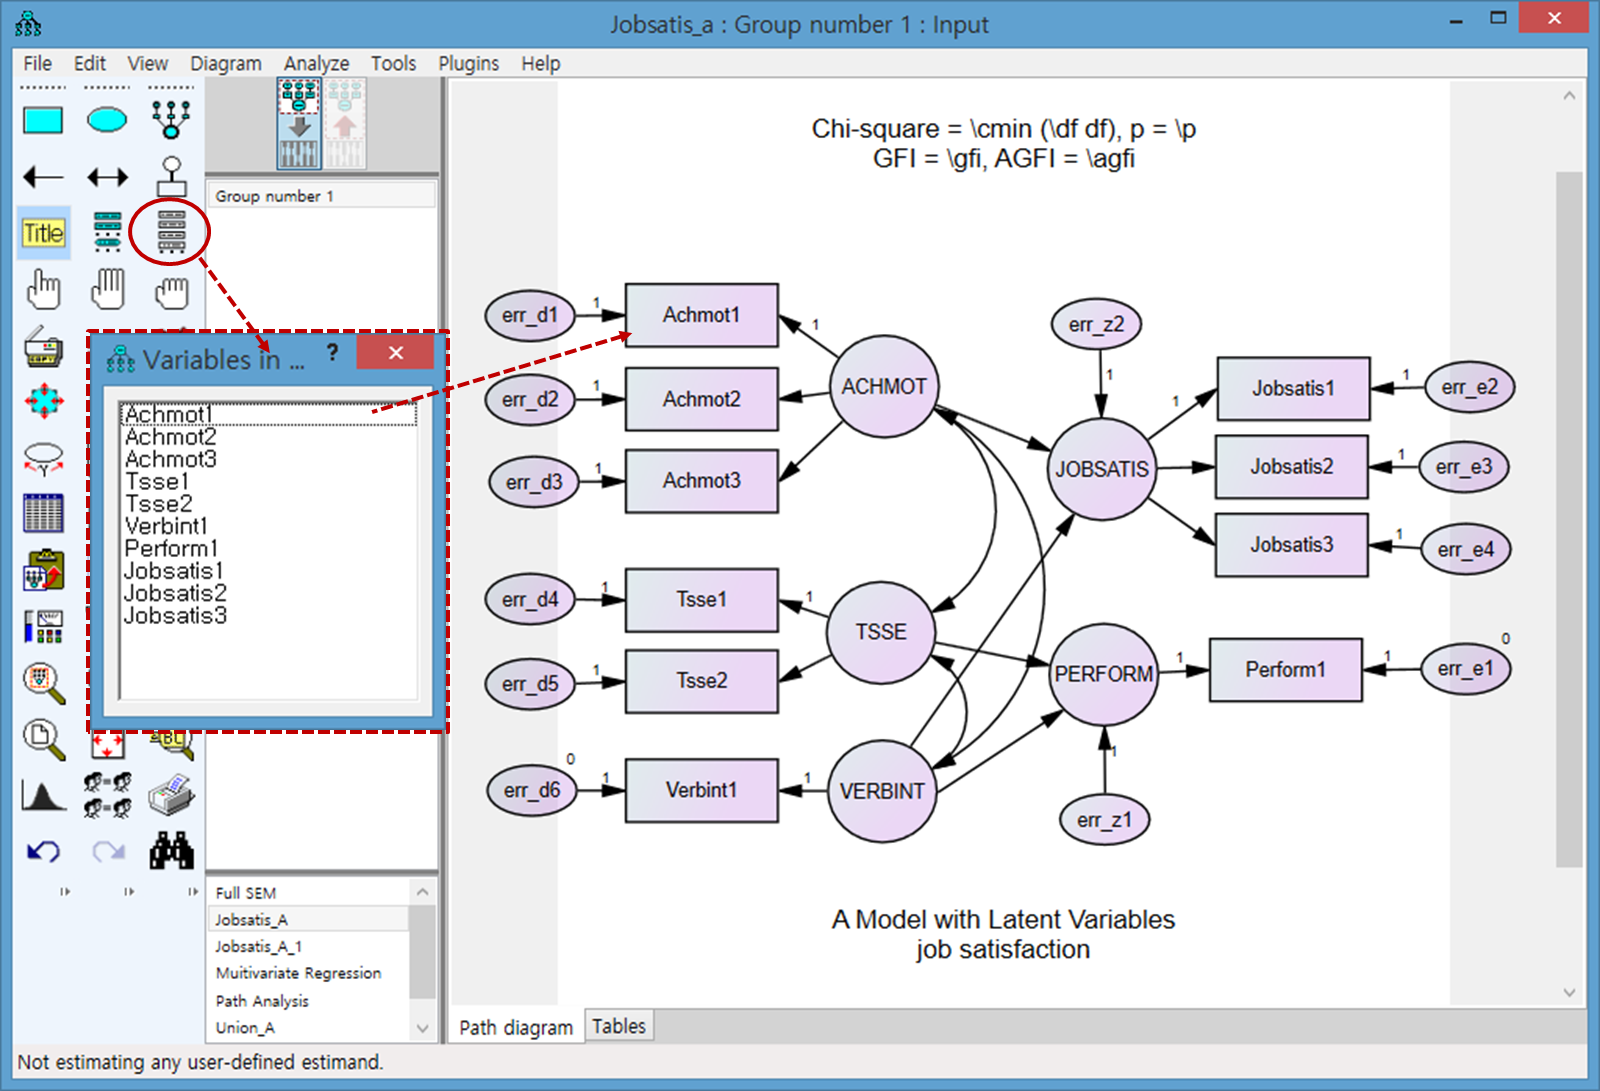 Jobsatis_a : Group number 1 : Input
File Edit View Diagram Analyze Tools Plugins Help
Title
Group number 1
Variables in ... ?
Achmot1
Achmot2
Achmot3
Tsse1
Tsse2
Verbint1
Perform1
Jobsatis1
Jobsatis2
Jobsatis3
Full SEM
Jobsatis_A
Jobsatis_A_1
Muitivariate Regression
Path Analysis
Union_A
Chi-square = \cmin (\df df), p = \p
GFI = \gfi, AGFI = \agfi
err_d1 1 Achmot1 1
err_d2 1 Achmot2
err_d3 1 Achmot3
ACHMOT
err_z2
1
JOBSATIS
1 Jobsatis1 1 err_e2
Jobsatis2 1 err_e3
Jobsatis3 1 err_e4
err_d4 1 Tsse1 1
err_d5 1 Tsse2
TSSE
PERFORM 1 Perform1 1 err_e1 0
0
err_d6 1 Verbint1 1 VERBINT
1
err_z1
A Model with Latent Variables
job satisfaction
Path diagram Tables
Not estimating any user-defined estimand.